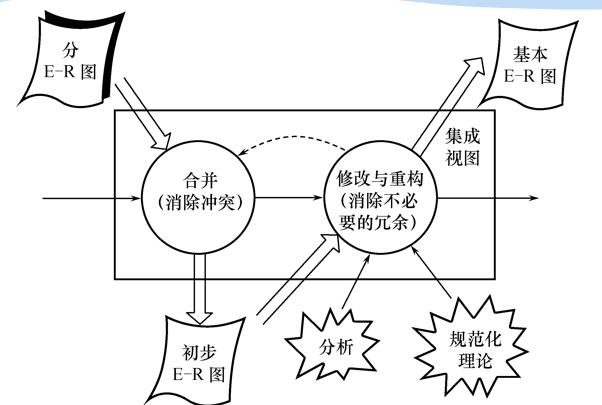 分
E-R 图
基本
E-R 图
集成
视图
合并
（消除冲突）
修改与重构
（消除不必
要的冗余）
初步
E-R 图
分析
规范化
理论